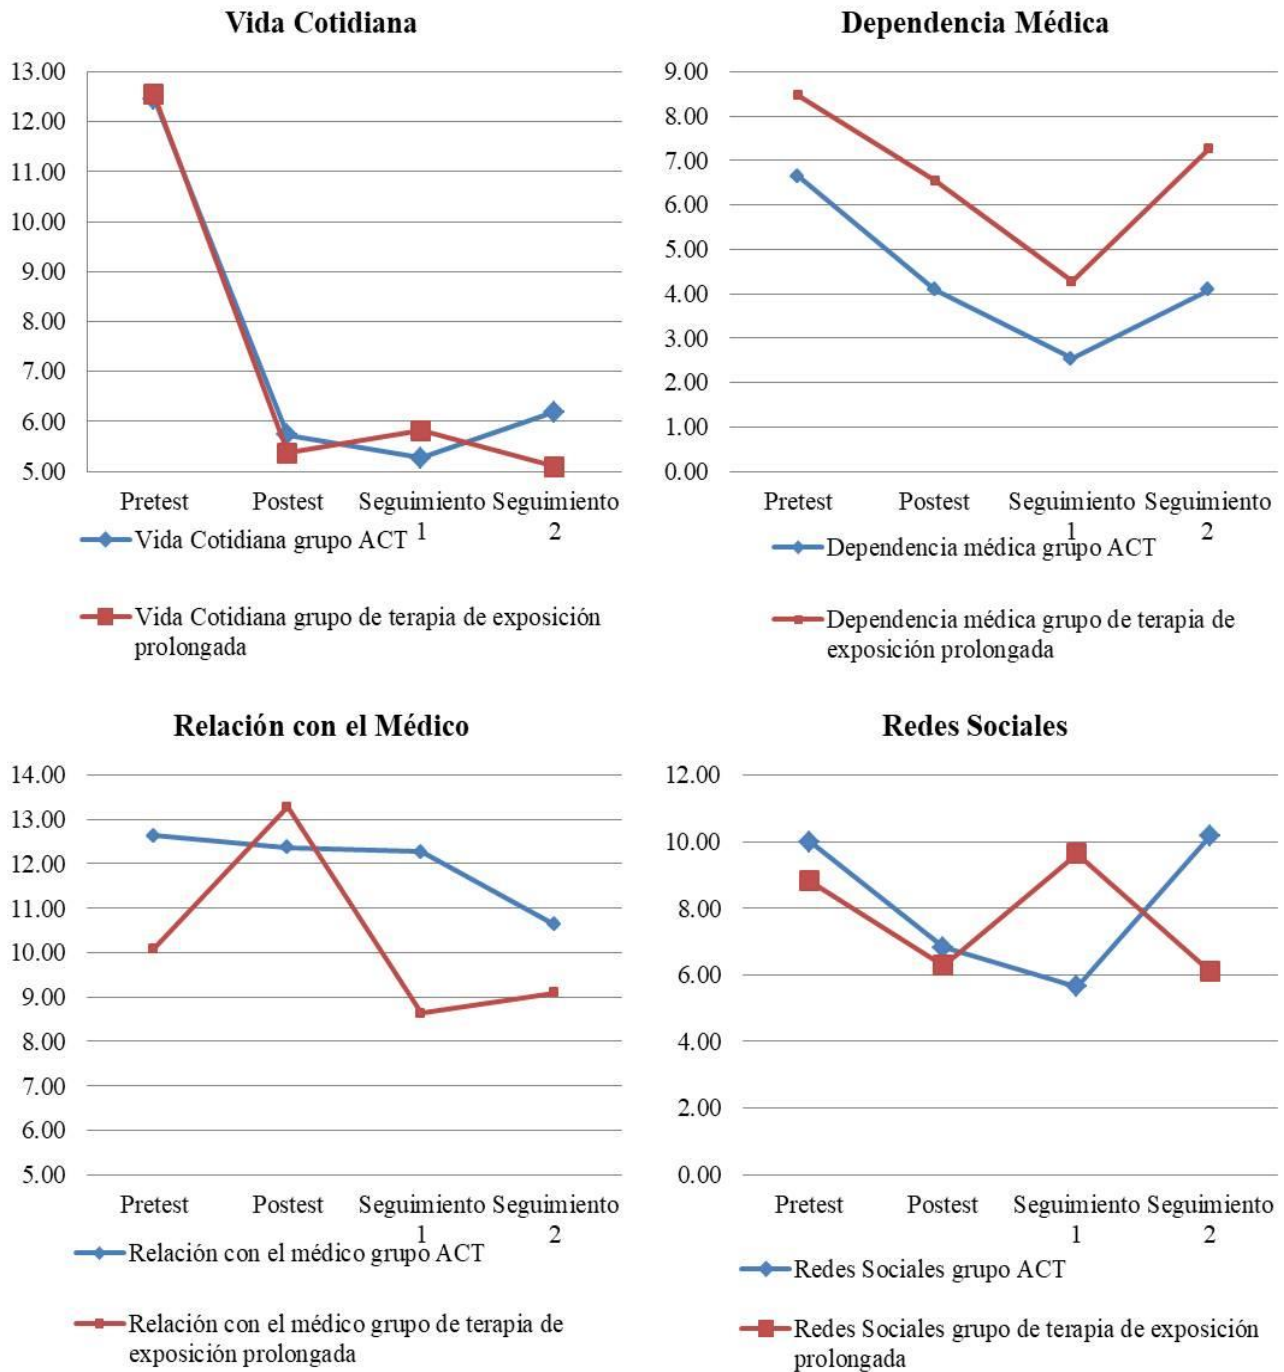 Vida Cotidiana
13.00
12.00
11.00
10.00
9.00
8.00
7.00
6.00
5.00
Pretest Postest Seguimiento Seguimiento
1 2
Vida Cotidiana grupo ACT
Vida Cotidiana grupo de terapia de exposición
prolongada
Dependencia Médica
9.00
8.00
7.00
6.00
5.00
4.00
3.00
2.00
1.00
0.00
Pretest Postest Seguimiento Seguimiento
1 2
Dependencia médica grupo ACT
Dependencia médica grupo de terapia de
exposición prolongada
Relación con el Médico
14.00
13.00
12.00
11.00
10.00
9.00
8.00
7.00
6.00
5.00
Pretest Postest Seguimiento Seguimiento
1 2
Relación con el médico grupo ACT
Relación con el médico grupo de terapia de
exposición prolongada
Redes Sociales
12.00
10.00
8.00
6.00
4.00
2.00
0.00
Pretest Postest Seguimiento Seguimiento
1 2
Redes Sociales grupo ACT
Redes Sociales grupo de terapia de exposición
prolongada